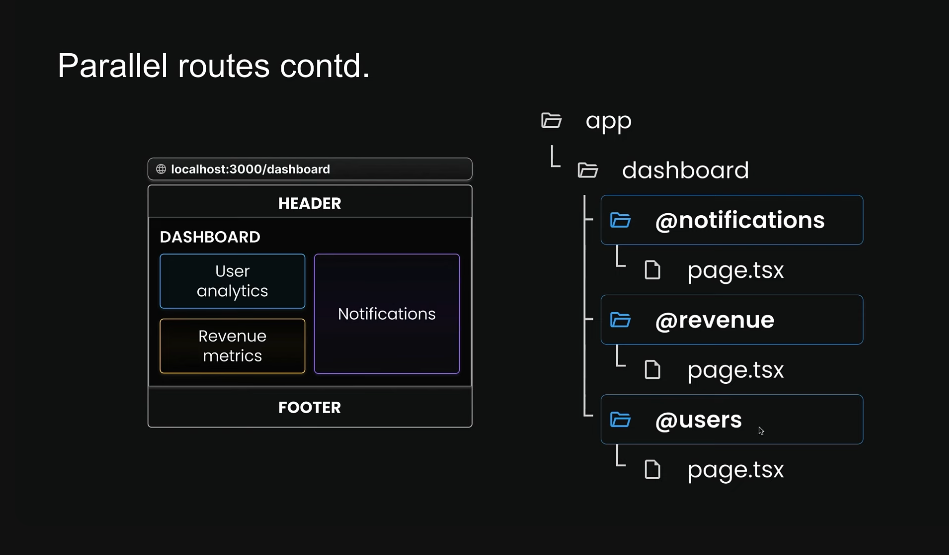 Parallel routes contd.
localhost:3000/dashboard
HEADER
DASHBOARD
User
analytics
Revenue
metrics
Notifications
FOOTER
app
dashboard
@notifications
page.tsx
@revenue
page.tsx
@users
page.tsx